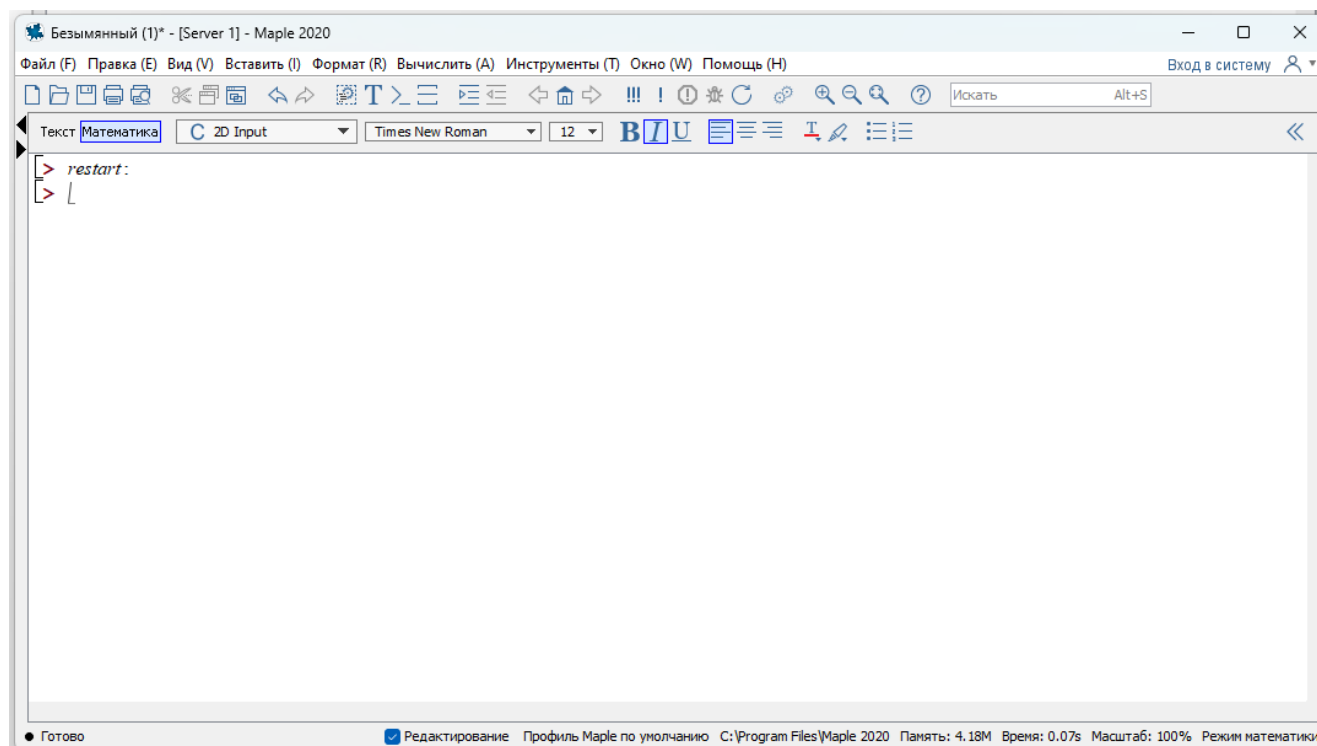 Безымянный (1)* - [Server 1] - Maple 2020
Файл (F) Правка (E) Вид (V) Вставить (I) Формат (R) Вычислить (A) Инструменты (T) Окно (W) Помощь (H) Вход в систему
Искать Alt+S
Текст Математика C 2D Input Times New Roman 12 B I U
> restart:
>
Готово Редактирование Профиль Maple по умолчанию C:\Program Files\Maple 2020 Память: 4.18M Время: 0.07s Масштаб: 100% Режим математики